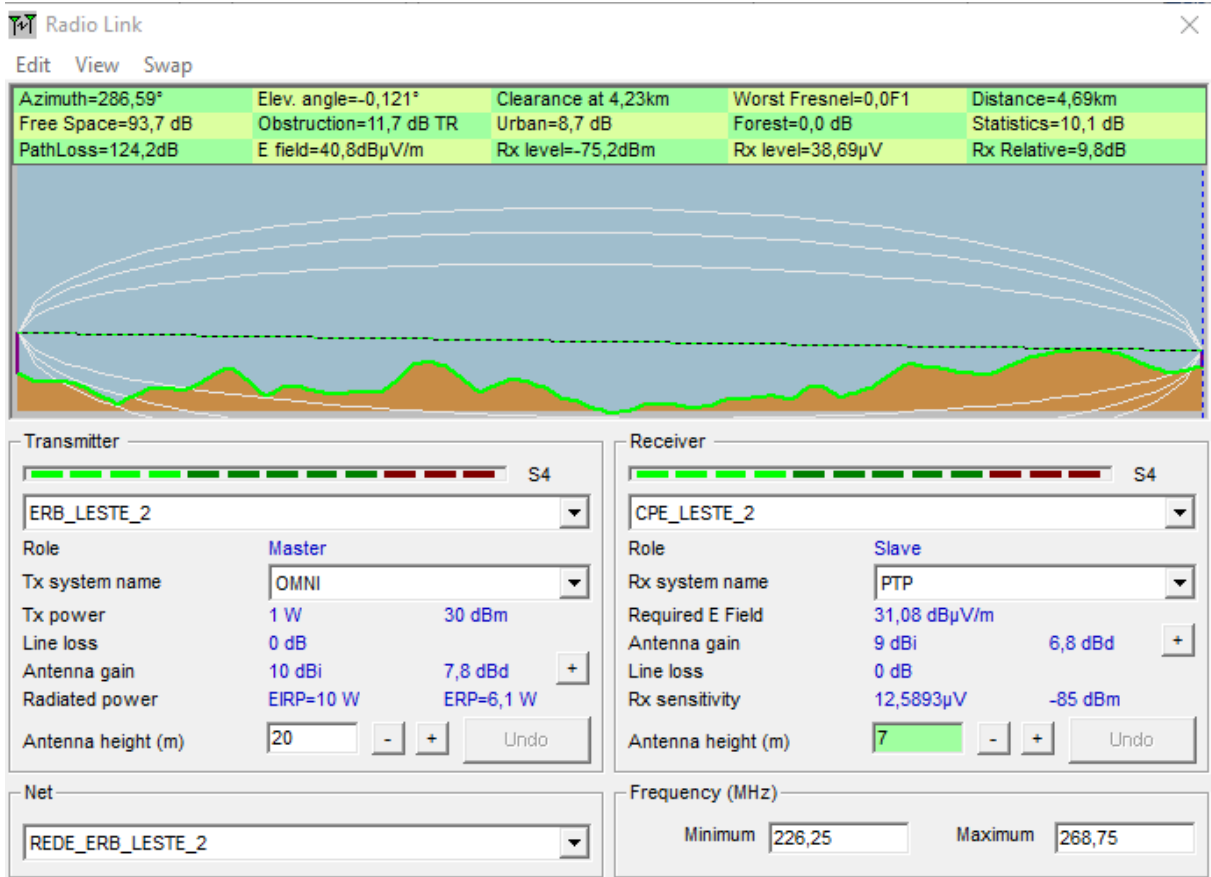 Radio Link
Edit View Swap
Azimuth=286,59° Elev. angle=-0,121° Clearance at 4,23km Worst Fresnel=0,0F1 Distance=4,69km
Free Space=93,7 dB Obstruction=11,7 dB TR Urban=8,7 dB Forest=0,0 dB Statistics=10,1 dB
PathLoss=124,2dB E field=40,8dBµV/m Rx level=-75,2dBm Rx level=38,69µV Rx Relative=9,8dB
Transmitter
S4
ERB_LESTE_2
Role Master
Tx system name OMNI
Tx power 1 W 30 dBm
Line loss 0 dB
Antenna gain 10 dBi 7,8 dBd +
Radiated power EIRP=10 W ERP=6,1 W
Antenna height (m) 20 - + Undo
Receiver
S4
CPE_LESTE_2
Role Slave
Rx system name PTP
Required E Field 31,08 dBµV/m
Antenna gain 9 dBi 6,8 dBd +
Line loss 0 dB
Rx sensitivity 12,5893µV -85 dBm
Antenna height (m) 7 - + Undo
Net
REDE_ERB_LESTE_2
Frequency (MHz)
Minimum 226,25 Maximum 268,75